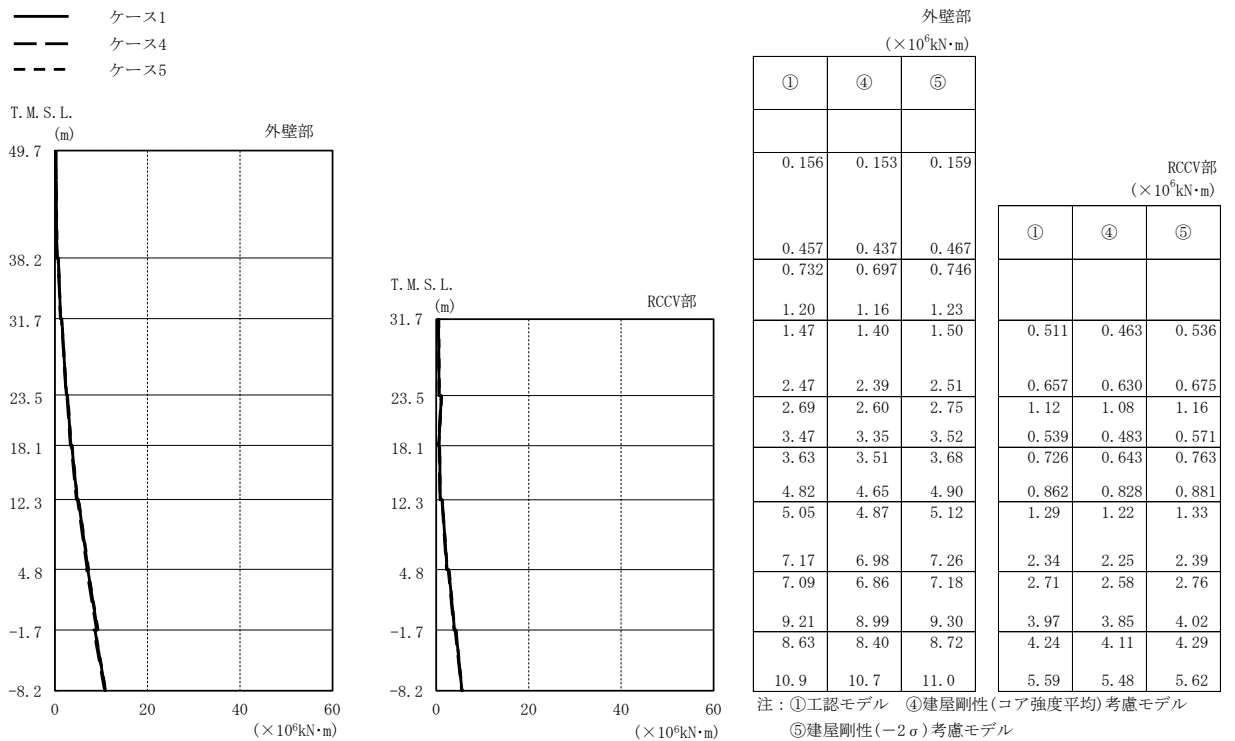 ケース1
ケース4
ケース5
T.M.S.L.
(m)
外壁部
49.7
38.2
31.7
23.5
18.1
12.3
4.8
-1.7
-8.2
0 20 40 60
(×10⁶kN・m)
T.M.S.L.
(m)
RCCV部
31.7
23.5
18.1
12.3
4.8
-1.7
-8.2
0 20 40 60
(×10⁶kN・m)
外壁部
(×10⁶kN・m)
① ④ ⑤
0.156 0.153 0.159
0.457 0.437 0.467
0.732 0.697 0.746
1.20 1.16 1.23
1.47 1.40 1.50
2.47 2.39 2.51
2.69 2.60 2.75
3.47 3.35 3.52
3.63 3.51 3.68
4.82 4.65 4.90
5.05 4.87 5.12
7.17 6.98 7.26
7.09 6.86 7.18
9.21 8.99 9.30
8.63 8.40 8.72
10.9 10.7 11.0
RCCV部
(×10⁶kN・m)
① ④ ⑤
0.511 0.463 0.536
0.657 0.630 0.675
1.12 1.08 1.16
0.539 0.483 0.571
0.726 0.643 0.763
0.862 0.828 0.881
1.29 1.22 1.33
2.34 2.25 2.39
2.71 2.58 2.76
3.97 3.85 4.02
4.24 4.11 4.29
5.59 5.48 5.62
注：①工認モデル ④建屋剛性(コア強度平均)考慮モデル
⑤建屋剛性(－2σ)考慮モデル